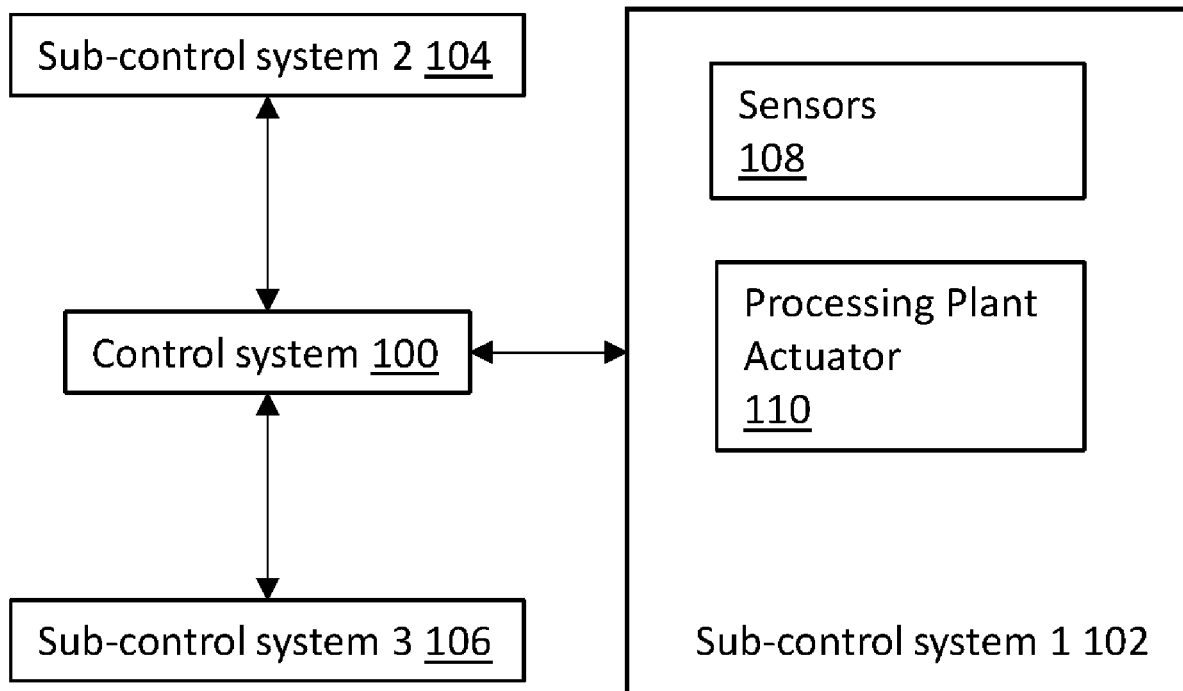 Sub-control system 2 104
Sensors
108
Control system 100
Processing Plant
Actuator
110
Sub-control system 3 106
Sub-control system 1 102